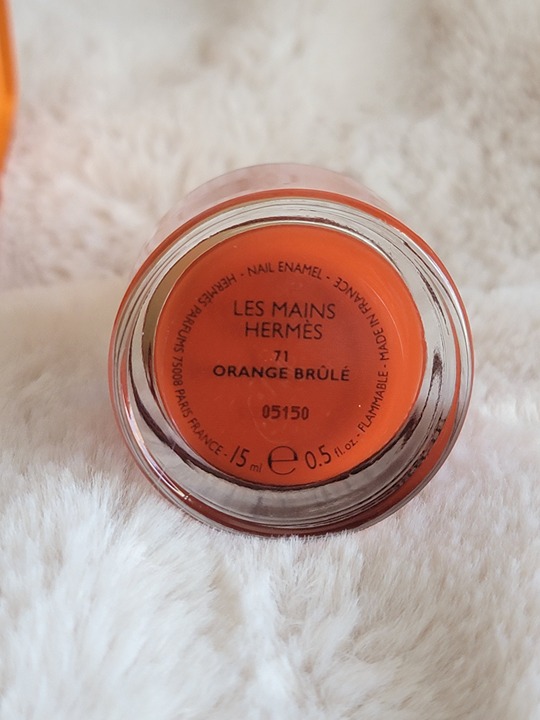 LES MAINS
HERMÈS
71
ORANGE BRÛLÉ
05150
HERMÈS PARFUMS 75008 PARIS FRANCE - 15 ml ℮ 0.5 fl.oz. - FLAMMABLE - MADE IN FRANCE - NAIL ENAMEL -